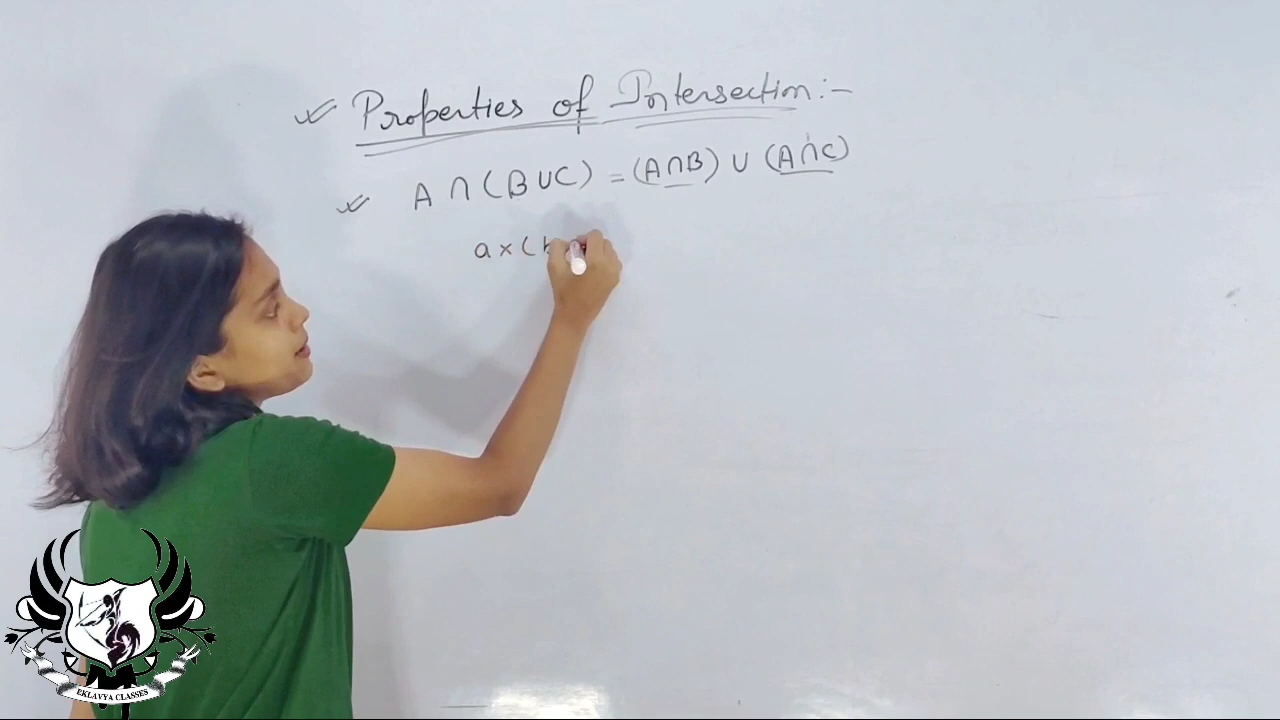 Properties of Intersection:-
A ∩ (B ∪ C) = (A ∩ B) ∪ (A ∩ C)
a × (
EKLAVYA CLASSES